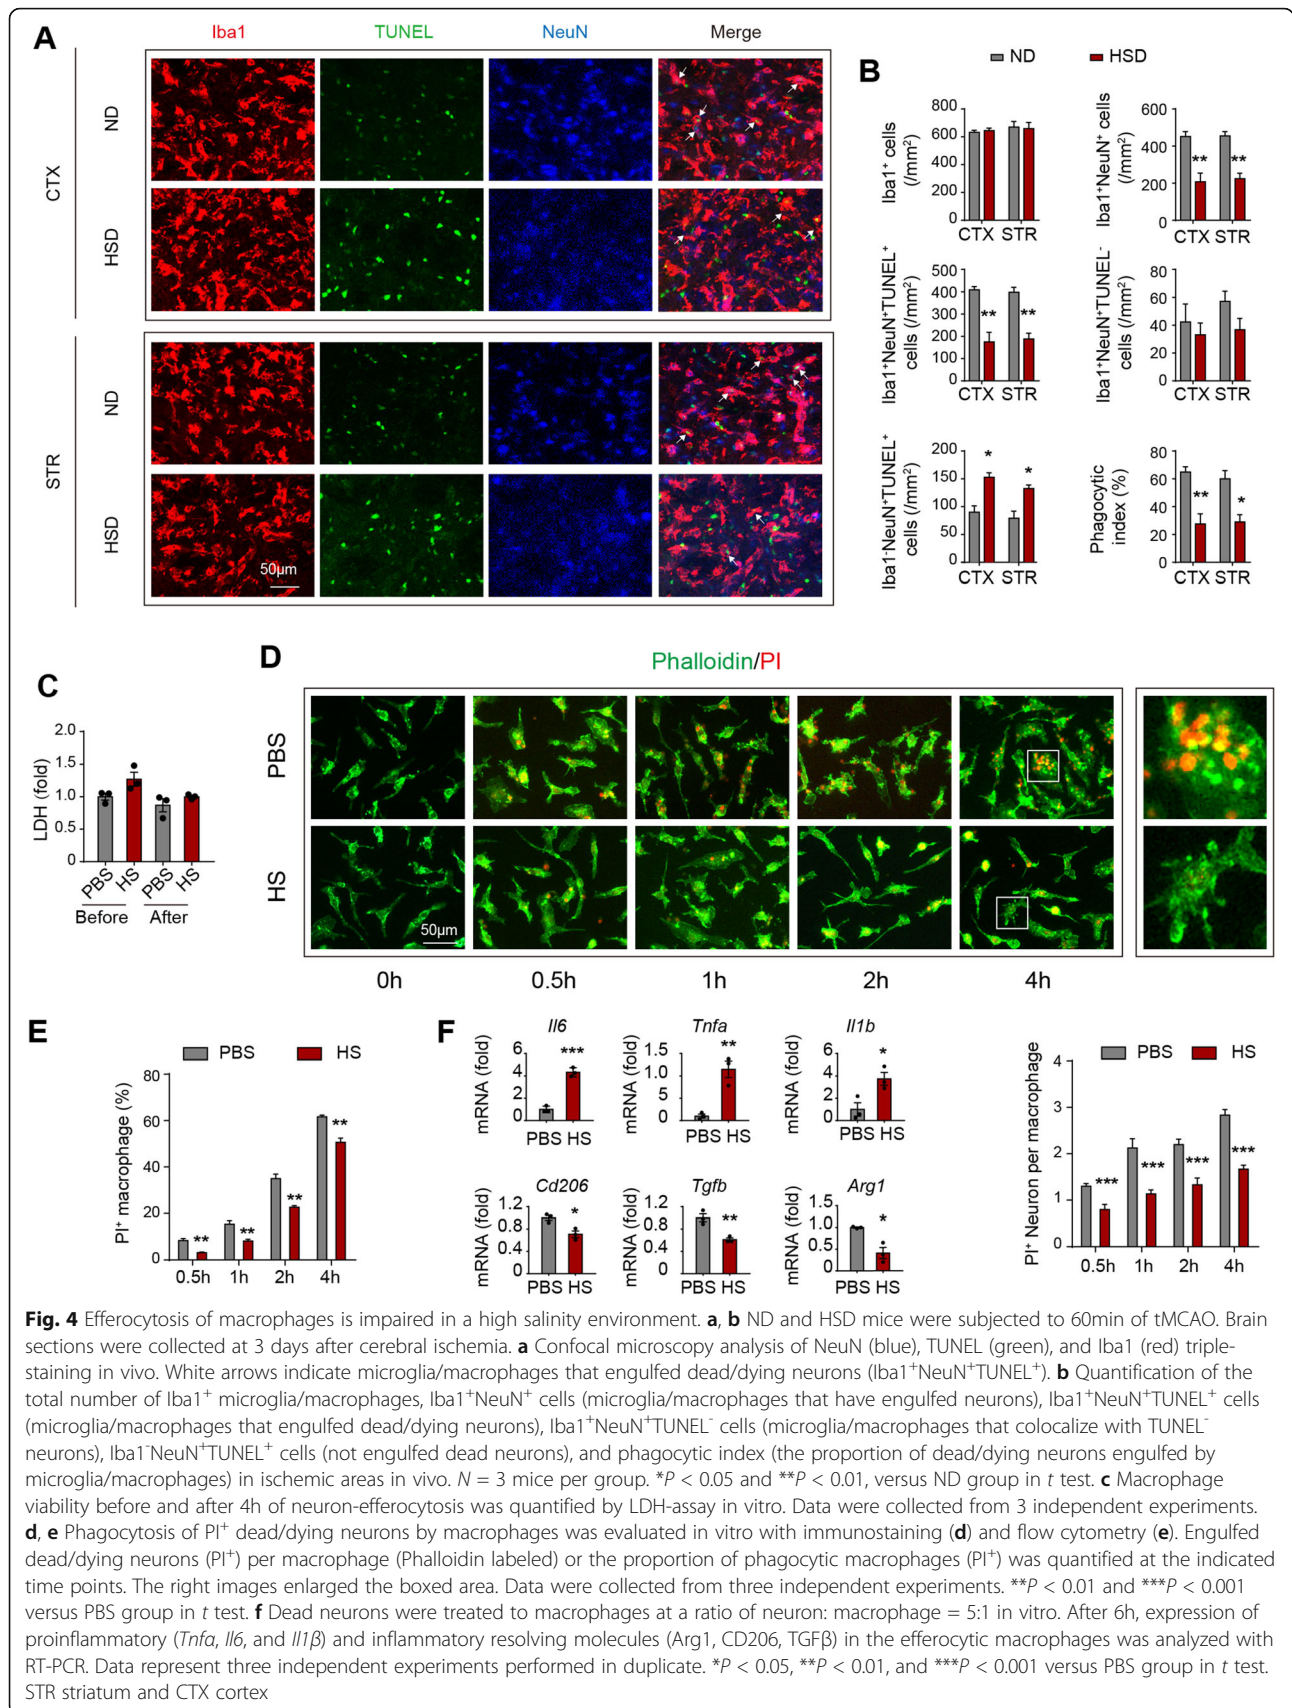 A
Iba1 TUNEL NeuN Merge
CTX
ND
HSD
STR
ND
HSD
50µm
B
ND HSD
Iba1⁺ cells
(/mm²)
800
600
400
200
0
CTX STR
Iba1⁺NeuN⁺ cells
(/mm²)
600
400
200
0
** **
CTX STR
Iba1⁺NeuN⁺TUNEL⁺
cells (/mm²)
500
400
300
200
100
0
** **
CTX STR
Iba1⁺NeuN⁺TUNEL⁻
cells (/mm²)
80
60
40
20
0
CTX STR
Iba1⁻NeuN⁺TUNEL⁺
cells (/mm²)
200
150
100
50
0
* *
CTX STR
Phagocytic
index (%)
80
60
40
20
0
** *
CTX STR
C
LDH (fold)
2.0
1.5
1.0
0.5
0
PBS HS PBS HS
Before After
D
Phalloidin/PI
PBS
HS
50µm
0h 0.5h 1h 2h 4h
E
PBS HS
PI⁺ macrophage (%)
80
60
40
20
0
** ** ** **
0.5h 1h 2h 4h
F
Il6
mRNA (fold)
6
4
2
0
***
PBS HS
Tnfa
mRNA (fold)
1.5
1.0
0.5
0
**
PBS HS
Il1b
mRNA (fold)
6
4
2
0
*
PBS HS
Cd206
mRNA (fold)
1.2
0.8
0.4
0
*
PBS HS
Tgfb
mRNA (fold)
1.2
0.8
0.4
0
**
PBS HS
Arg1
mRNA (fold)
1.5
1.0
0.5
0
*
PBS HS
PBS HS
PI⁺ Neuron per macrophage
4
3
2
1
0
*** *** *** ***
0.5h 1h 2h 4h
Fig. 4 Efferocytosis of macrophages is impaired in a high salinity environment. a, b ND and HSD mice were subjected to 60min of tMCAO. Brain
sections were collected at 3 days after cerebral ischemia. a Confocal microscopy analysis of NeuN (blue), TUNEL (green), and Iba1 (red) triple-
staining in vivo. White arrows indicate microglia/macrophages that engulfed dead/dying neurons (Iba1⁺NeuN⁺TUNEL⁺). b Quantification of the
total number of Iba1⁺ microglia/macrophages, Iba1⁺NeuN⁺ cells (microglia/macrophages that have engulfed neurons), Iba1⁺NeuN⁺TUNEL⁺ cells
(microglia/macrophages that engulfed dead/dying neurons), Iba1⁺NeuN⁺TUNEL⁻ cells (microglia/macrophages that colocalize with TUNEL⁻
neurons), Iba1⁻NeuN⁺TUNEL⁺ cells (not engulfed dead neurons), and phagocytic index (the proportion of dead/dying neurons engulfed by
microglia/macrophages) in ischemic areas in vivo. N = 3 mice per group. *P < 0.05 and **P < 0.01, versus ND group in t test. c Macrophage
viability before and after 4h of neuron-efferocytosis was quantified by LDH-assay in vitro. Data were collected from 3 independent experiments.
d, e Phagocytosis of PI⁺ dead/dying neurons by macrophages was evaluated in vitro with immunostaining (d) and flow cytometry (e). Engulfed
dead/dying neurons (PI⁺) per macrophage (Phalloidin labeled) or the proportion of phagocytic macrophages (PI⁺) was quantified at the indicated
time points. The right images enlarged the boxed area. Data were collected from three independent experiments. **P < 0.01 and ***P < 0.001
versus PBS group in t test. f Dead neurons were treated to macrophages at a ratio of neuron: macrophage = 5:1 in vitro. After 6h, expression of
proinflammatory (Tnfa, Il6, and Il1β) and inflammatory resolving molecules (Arg1, CD206, TGFβ) in the efferocytic macrophages was analyzed with
RT-PCR. Data represent three independent experiments performed in duplicate. *P < 0.05, **P < 0.01, and ***P < 0.001 versus PBS group in t test.
STR striatum and CTX cortex